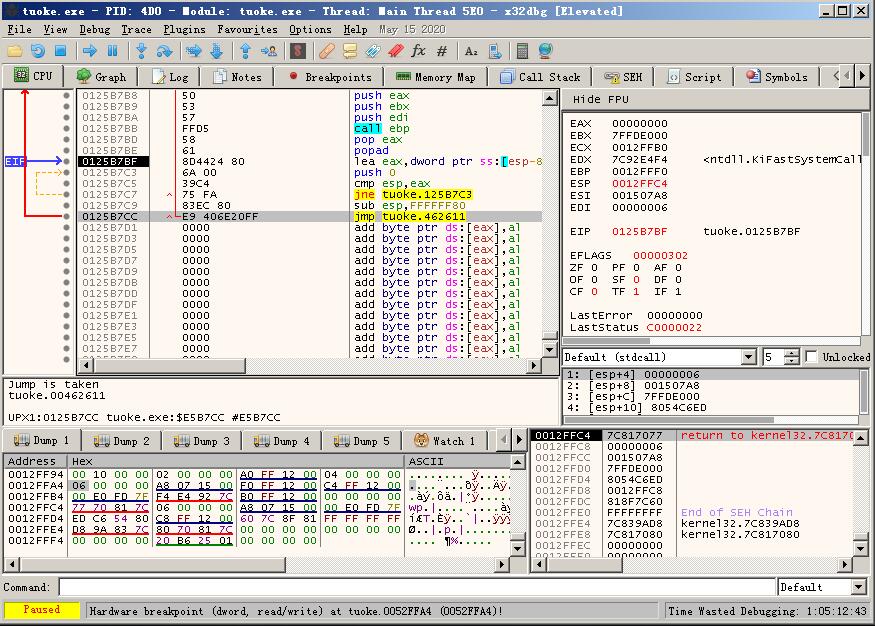 tuoke.exe - PID: 4D0 - Module: tuoke.exe - Thread: Main Thread 5E0 - x32dbg [Elevated]
File View Debug Trace Plugins Favourites Options Help May 15 2020
CPU Graph Log Notes Breakpoints Memory Map Call Stack SEH Script Symbols
Hide FPU
0125B7B8 50 push eax
0125B7B9 53 push ebx
0125B7BA 57 push edi
0125B7BB FFD5 call ebp
0125B7BD 58 pop eax
0125B7BE 61 popad
EIP 0125B7BF 8D4424 80 lea eax,dword ptr ss:[esp-8
0125B7C3 6A 00 push 0
0125B7C5 39C4 cmp esp,eax
0125B7C7 75 FA jne tuoke.125B7C3
0125B7C9 83EC 80 sub esp,FFFFFF80
0125B7CC E9 406E20FF jmp tuoke.462611
0125B7D1 0000 add byte ptr ds:[eax],al
0125B7D3 0000 add byte ptr ds:[eax],al
0125B7D5 0000 add byte ptr ds:[eax],al
0125B7D7 0000 add byte ptr ds:[eax],al
0125B7D9 0000 add byte ptr ds:[eax],al
0125B7DB 0000 add byte ptr ds:[eax],al
0125B7DD 0000 add byte ptr ds:[eax],al
0125B7DF 0000 add byte ptr ds:[eax],al
0125B7E1 0000 add byte ptr ds:[eax],al
0125B7E3 0000 add byte ptr ds:[eax],al
0125B7E5 0000 add byte ptr ds:[eax],al
0125B7E7 0000 add byte ptr ds:[eax],al
EAX 00000000
EBX 7FFDE000
ECX 0012FFB0
EDX 7C92E4F4 <ntdll.KiFastSystemCall
EBP 0012FFF0
ESP 0012FFC4
ESI 001507A8
EDI 00000006
EIP 0125B7BF tuoke.0125B7BF
EFLAGS 00000302
ZF 0 PF 0 AF 0
OF 0 SF 0 DF 0
CF 0 TF 1 IF 1
LastError 00000000
LastStatus C0000022
Default (stdcall) 5 Unlocked
1: [esp+4] 00000006
2: [esp+8] 001507A8
3: [esp+C] 7FFDE000
4: [esp+10] 8054C6ED
Jump is taken
tuoke.00462611
UPX1:0125B7CC tuoke.exe:$E5B7CC #E5B7CC
Dump 1 Dump 2 Dump 3 Dump 4 Dump 5 Watch 1
Address Hex ASCII
0012FF94 00 10 00 00 02 00 00 00 A0 FF 12 00 04 00 00 00
0012FFA4 06 00 00 00 A8 07 15 00 F0 FF 12 00 C4 FF 12 00
0012FFB4 00 E0 FD 7F F4 E4 92 7C B0 FF 12 00 00 00 00 00
0012FFC4 77 70 81 7C 06 00 00 00 A8 07 15 00 00 E0 FD 7F
0012FFD4 ED C6 54 80 C8 FF 12 00 60 7C 8F 81 FF FF FF FF
0012FFE4 D8 9A 83 7C 80 70 81 7C 00 00 00 00 00 00 00 00
0012FFF4 00 00 00 00 20 B6 25 01
0012FFC4 7C817077 return to kernel32.7C8170
0012FFC8 00000006
0012FFCC 001507A8
0012FFD0 7FFDE000
0012FFD4 8054C6ED
0012FFD8 0012FFC8
0012FFDC 818F7C60
0012FFE0 FFFFFFFF End of SEH Chain
0012FFE4 7C839AD8 kernel32.7C839AD8
0012FFE8 7C817080 kernel32.7C817080
0012FFEC 00000000
Command: Default
Paused Hardware breakpoint (dword, read/write) at tuoke.0052FFA4 (0052FFA4)! Time Wasted Debugging: 1:05:12:43